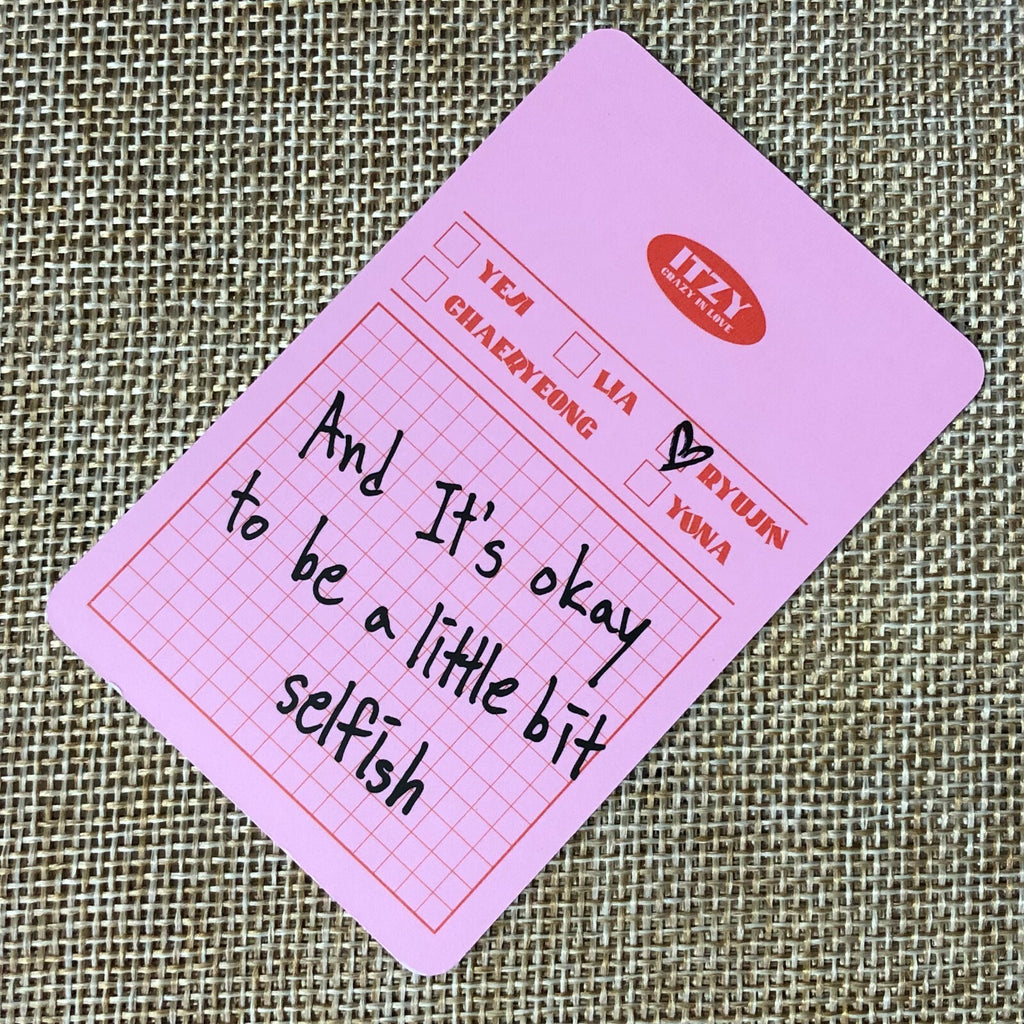 ITZY
CRAZY IN LOVE
YEJI LIA RYUJIN
CHAERYEONG YUNA
And It's okay
to be a little bit
selfish